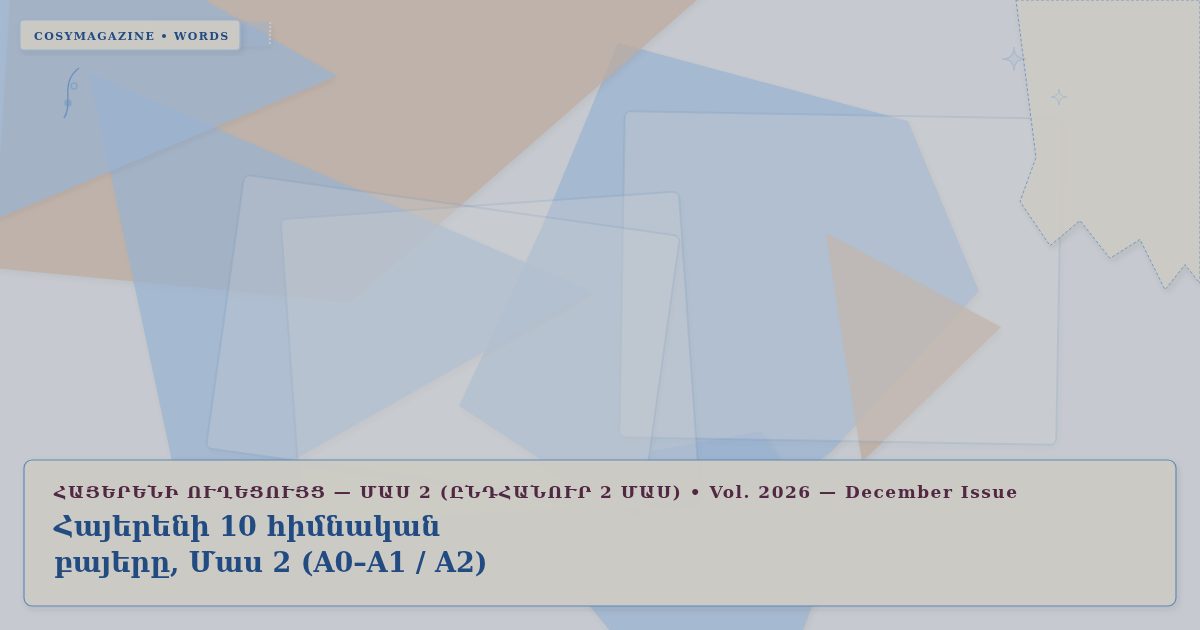 COSYMAGAZINE • WORDS
ՀԱՅԵՐԵՆԻ ՈՒՂԵՑՈՒՅՑ — ՄԱՍ 2 (ԸՆԴՀԱՆՈՒՐ 2 ՄԱՍ) • Vol. 2026 — December Issue
Հայերենի 10 հիմնական
բայերը, Մաս 2 (A0–A1 / A2)